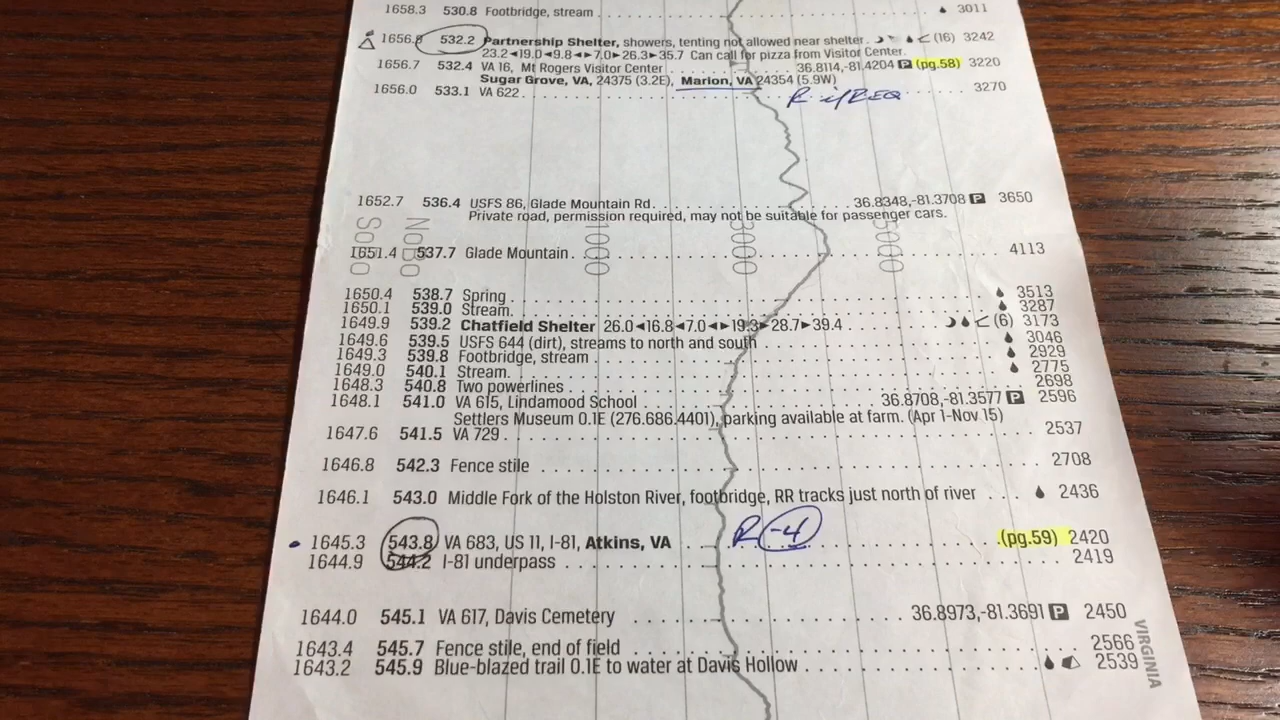 1658.3 530.8 Footbridge, stream 3011
1656.9 532.2 Partnership Shelter, showers, tenting not allowed near shelter (16) 3242
23.2◄19.0◄9.8◄►7.0►26.3►35.7 Can call for pizza from Visitor Center.
1656.7 532.4 VA 16, Mt Rogers Visitor Center 36.8114,-81.4204 P (pg.58) 3220
Sugar Grove, VA, 24375 (3.2E), Marion, VA 24354 (5.9W)
1656.0 533.1 VA 622 3270
R if REQ
1652.7 536.4 USFS 86, Glade Mountain Rd 36.8348,-81.3708 P 3650
Private road, permission required, may not be suitable for passenger cars.
SoBo NoBo 1000 3000 5000
1651.4 537.7 Glade Mountain 4113
1650.4 538.7 Spring 3513
1650.1 539.0 Stream 3287
1649.9 539.2 Chatfield Shelter 26.0◄16.8◄7.0◄►19.3►28.7►39.4 (6) 3173
1649.6 539.5 USFS 644 (dirt), streams to north and south 3046
1649.3 539.8 Footbridge, stream 2929
1649.0 540.1 Stream 2775
1648.3 540.8 Two powerlines 2698
1648.1 541.0 VA 615, Lindamood School 36.8708,-81.3577 P 2596
Settlers Museum 0.1E (276.686.4401), parking available at farm. (Apr 1-Nov 15)
1647.6 541.5 VA 729 2537
1646.8 542.3 Fence stile 2708
1646.1 543.0 Middle Fork of the Holston River, footbridge, RR tracks just north of river 2436
1645.3 543.8 VA 683, US 11, I-81, Atkins, VA R -4 (pg.59) 2420
1644.9 544.2 I-81 underpass 2419
1644.0 545.1 VA 617, Davis Cemetery 36.8973,-81.3691 P 2450
1643.4 545.7 Fence stile, end of field 2566
1643.2 545.9 Blue-blazed trail 0.1E to water at Davis Hollow 2539
VIRGINIA